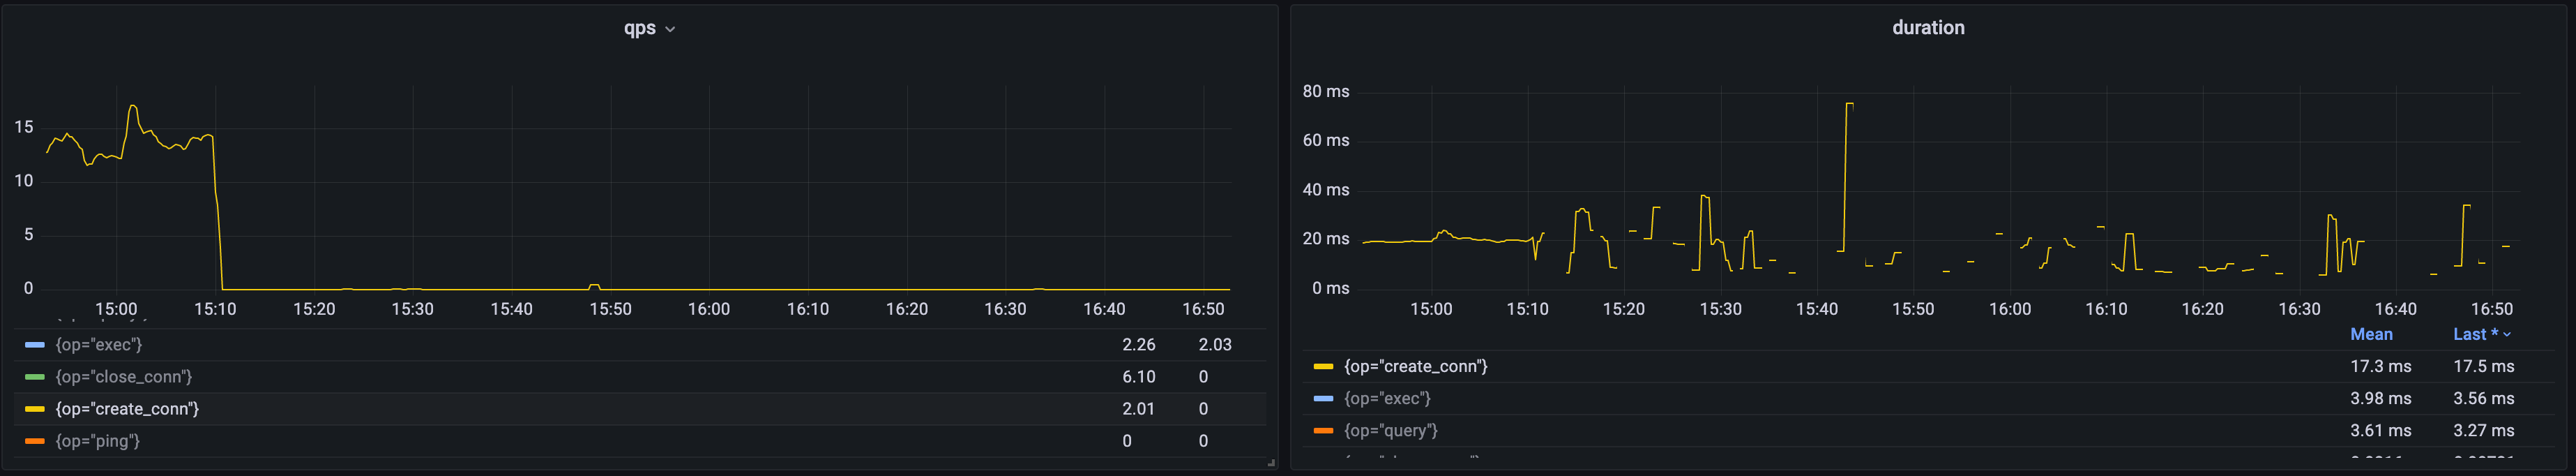 qps
15
10
5
0
15:00 15:10 15:20 15:30 15:40 15:50 16:00 16:10 16:20 16:30 16:40 16:50
{op="exec"} 2.26 2.03
{op="close_conn"} 6.10 0
{op="create_conn"} 2.01 0
{op="ping"} 0 0
duration
80 ms
60 ms
40 ms
20 ms
0 ms
15:00 15:10 15:20 15:30 15:40 15:50 16:00 16:10 16:20 16:30 16:40 16:50
Mean Last *
{op="create_conn"} 17.3 ms 17.5 ms
{op="exec"} 3.98 ms 3.56 ms
{op="query"} 3.61 ms 3.27 ms